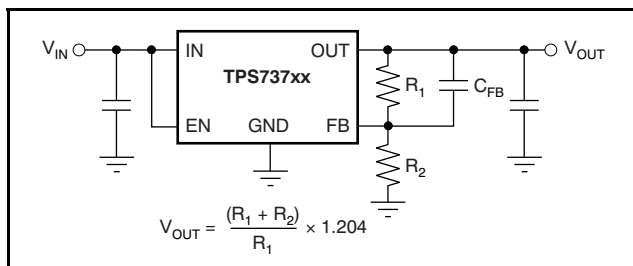 V_IN IN OUT V_OUT
TPS737xx
R_1 C_FB
EN GND FB
R_2
V_OUT = (R_1 + R_2) / R_1 × 1.204